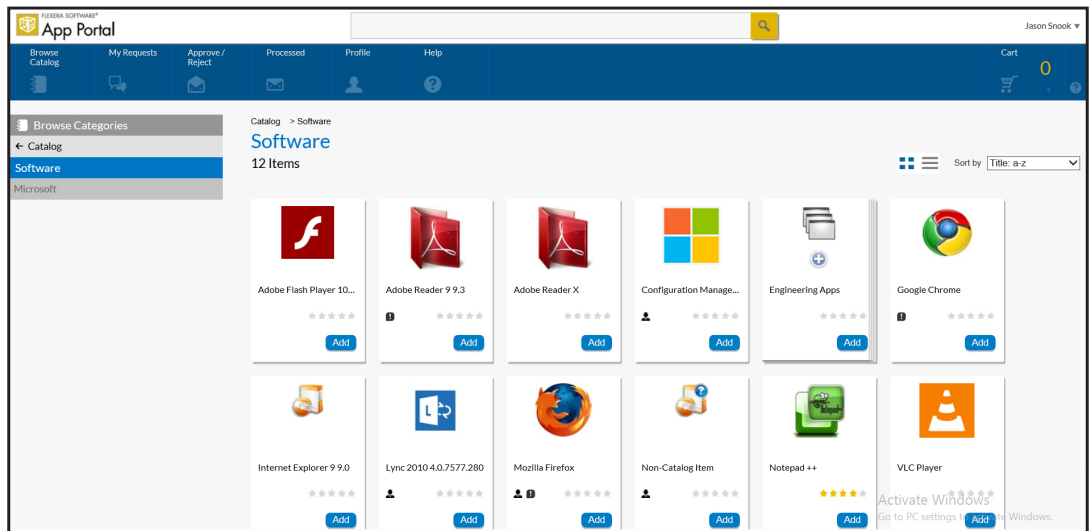 FLEXERA SOFTWARE®
App Portal
Jason Snook ▼
Browse Catalog
My Requests
Approve / Reject
Processed
Profile
Help
Cart
0
Browse Categories
← Catalog
Software
Microsoft
Catalog > Software
Software
12 Items
Sort by Title: a-z
Adobe Flash Player 10...
Adobe Reader 9 9.3
Adobe Reader X
Configuration Manage...
Engineering Apps
Google Chrome
Add
Add
Add
Add
Add
Add
Internet Explorer 9 9.0
Lync 2010 4.0.7577.280
Mozilla Firefox
Non-Catalog Item
Notepad ++
VLC Player
Add
Add
Add
Add
Add
Add
Activate Windows
Go to PC settings to activate Windows.